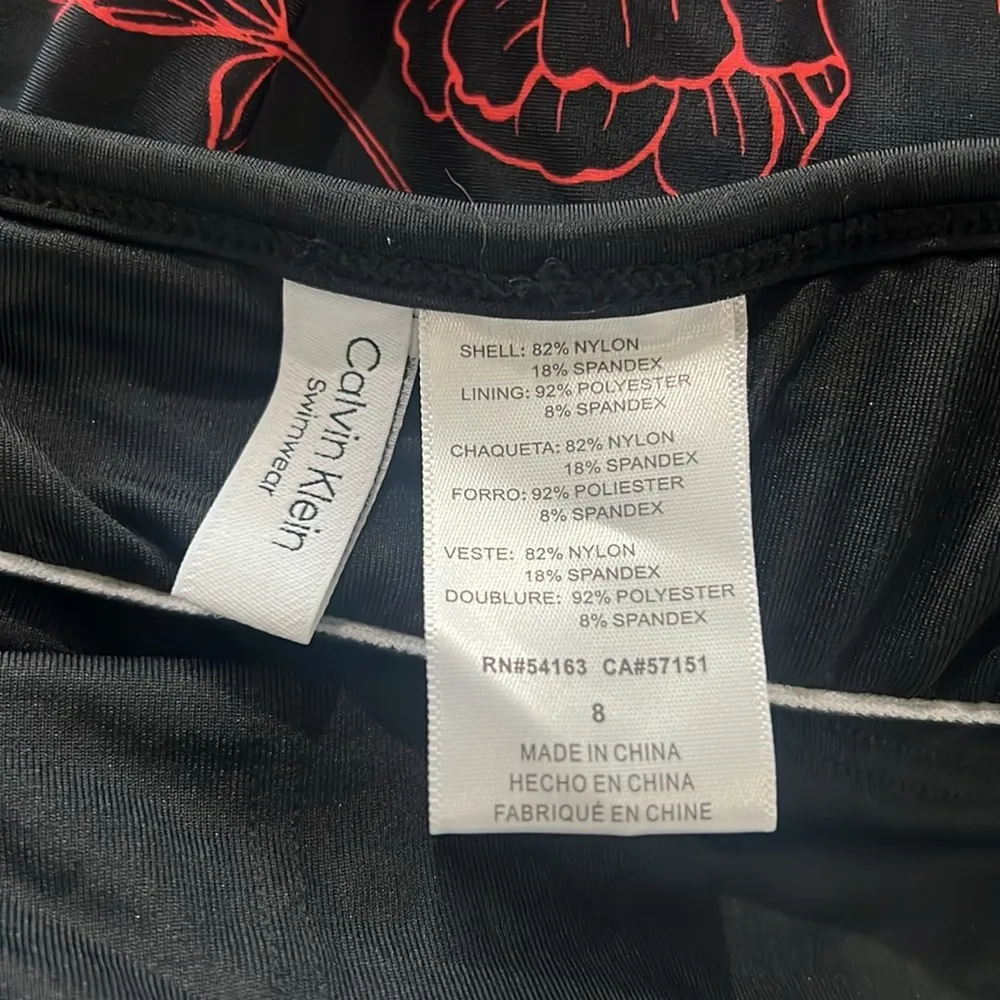 Calvin Klein
Swimwear
SHELL: 82% NYLON
18% SPANDEX
LINING: 92% POLYESTER
8% SPANDEX
CHAQUETA: 82% NYLON
18% SPANDEX
FORRO: 92% POLIESTER
8% SPANDEX
VESTE: 82% NYLON
18% SPANDEX
DOUBLURE: 92% POLYESTER
8% SPANDEX
RN#54163 CA#57151
8
MADE IN CHINA
HECHO EN CHINA
FABRIQUÉ EN CHINE